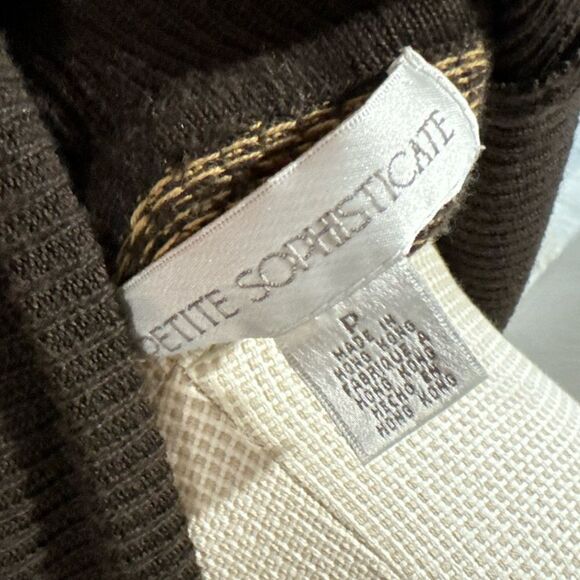 PETITE SOPHISTICATE
P
MADE IN
HONG KONG
FABRIQUE A
HONG KONG
HECHO EN
HONG KONG